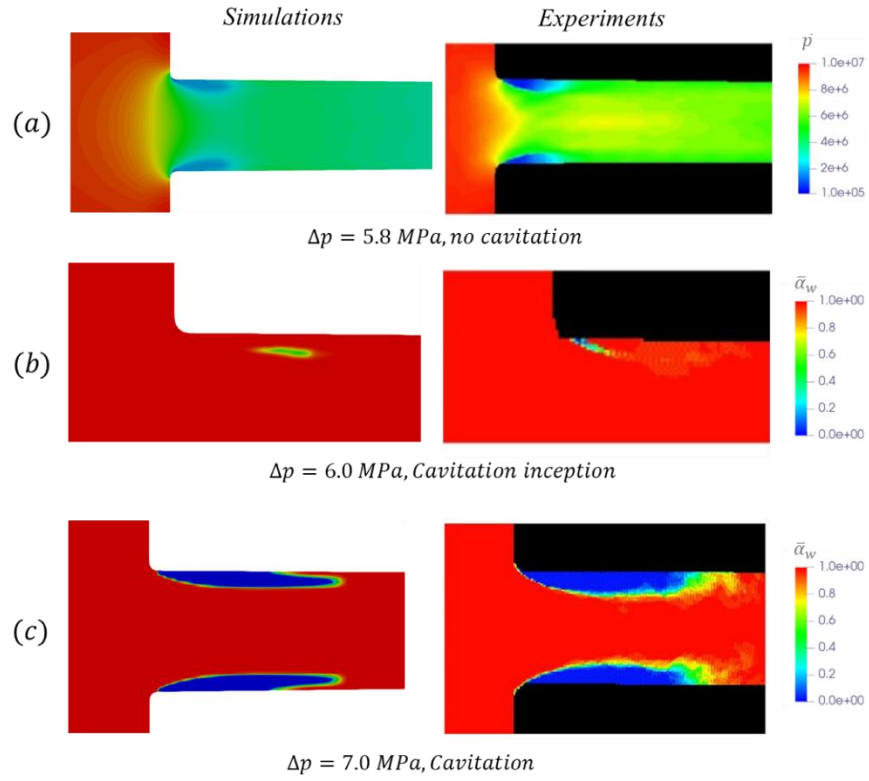 Simulations Experiments
p
1.0e+07
8e+6
6e+6
4e+6
2e+6
1.0e+05
(a)
Δp = 5.8 MPa, no cavitation
ᾱ_w
1.0e+00
0.8
0.6
0.4
0.2
0.0e+00
(b)
Δp = 6.0 MPa, Cavitation inception
ᾱ_w
1.0e+00
0.8
0.6
0.4
0.2
0.0e+00
(c)
Δp = 7.0 MPa, Cavitation